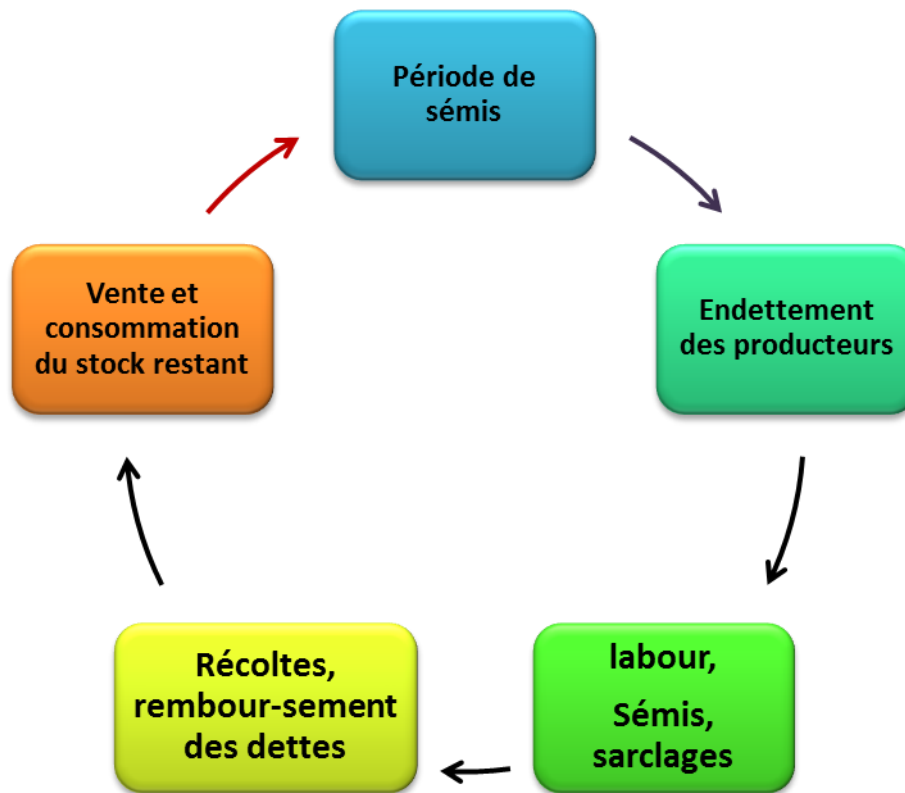 Période de
sémis
Endettement
des producteurs
labour,
Sémis,
sarclages
Récoltes,
rembour-sement
des dettes
Vente et
consommation
du stock restant